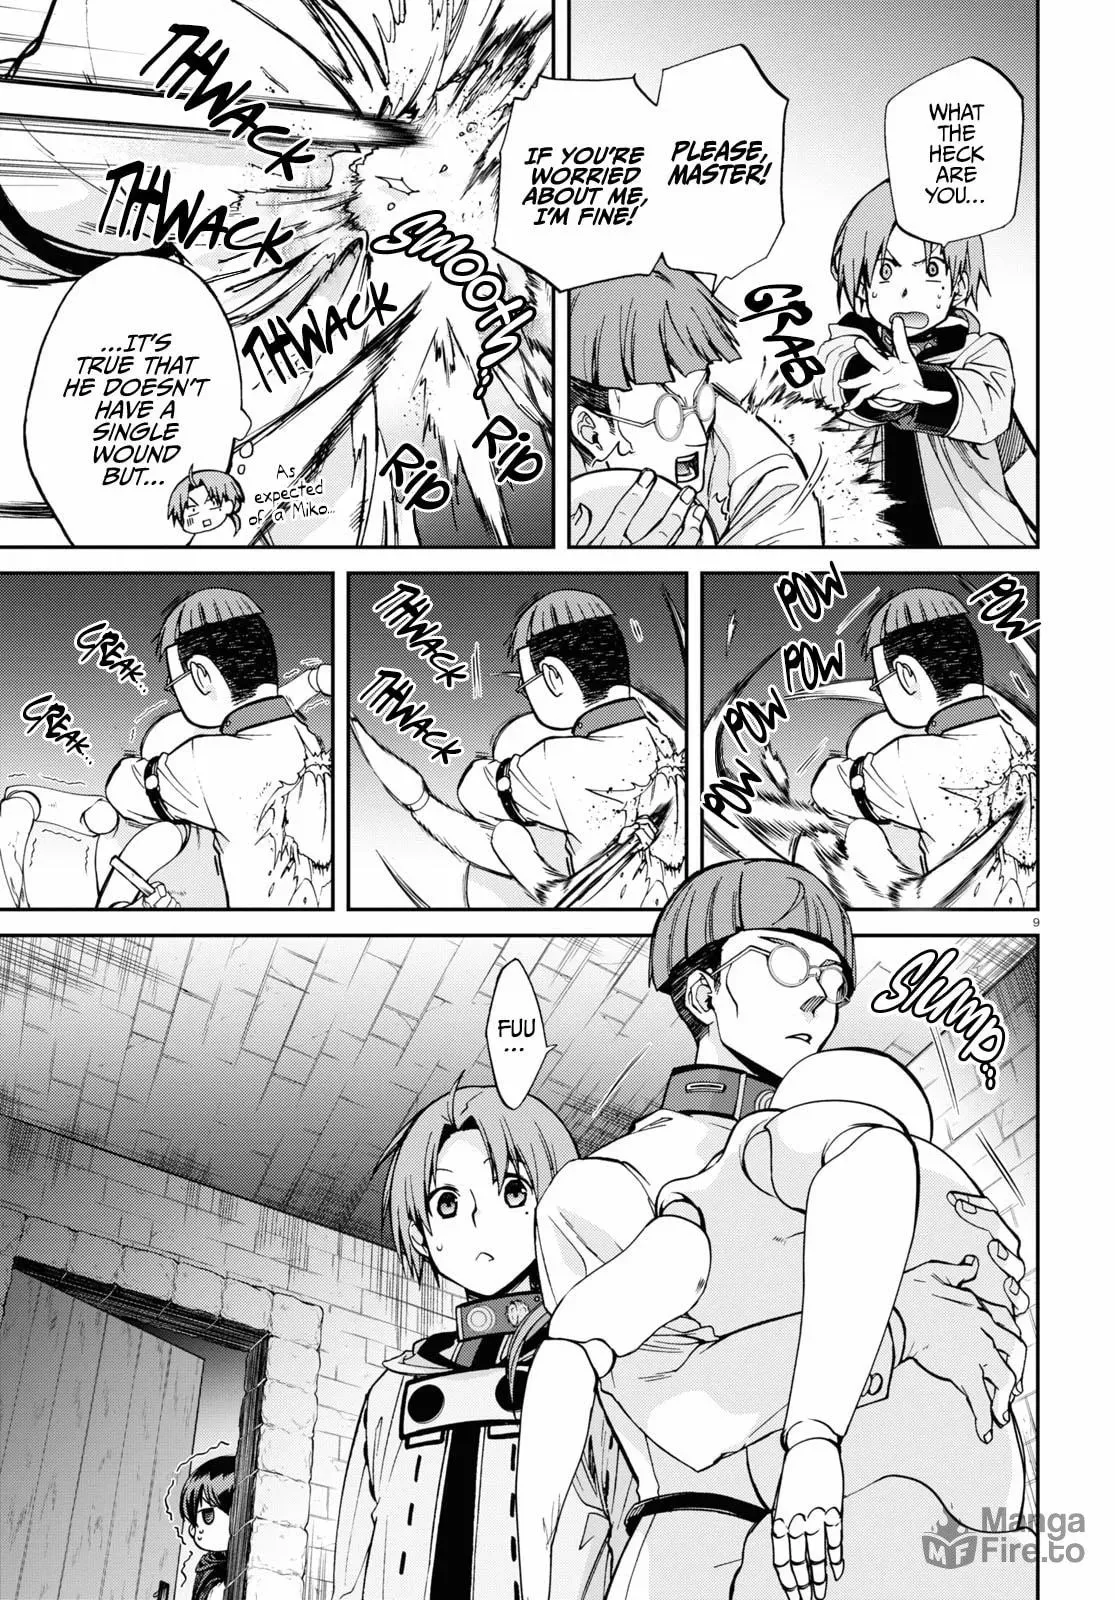 WHAT
THE
HECK
ARE
YOU...
PLEASE,
MASTER!
IF YOU'RE
WORRIED
ABOUT ME,
I'M FINE!
GRAB
THWACK
THWACK
THWACK
SMOOTH...
RIP
RIP
...IT'S
TRUE THAT
HE DOESN'T
HAVE A
SINGLE
WOUND
BUT...
As
expected
of a Miko...
POW
POW
POW
POW
POW
POW
THWACK
THWACK
CREAK...
CREAK...
9
FUU
...
SLUMP...
Manga
Fire.to
MF